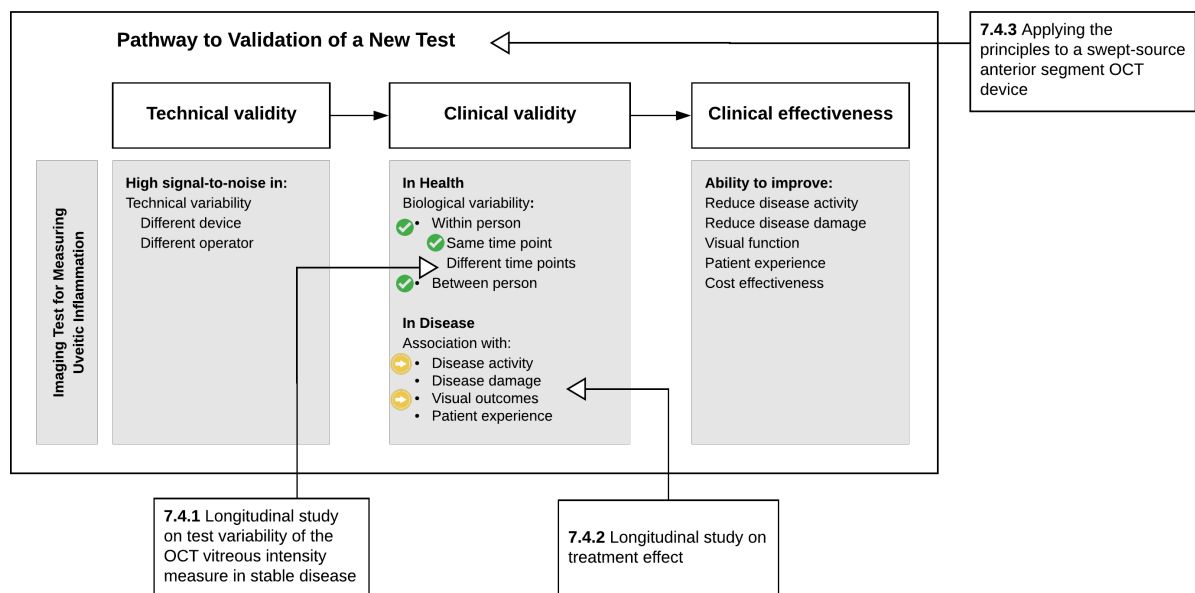 Pathway to Validation of a New Test
7.4.3 Applying the
principles to a swept-source
anterior segment OCT
device
Technical validity
Clinical validity
Clinical effectiveness
Imaging Test for Measuring
Uveitic Inflammation
High signal-to-noise in:
Technical variability
Different device
Different operator
In Health
Biological variability:
• Within person
Same time point
Different time points
• Between person
In Disease
Association with:
• Disease activity
• Disease damage
• Visual outcomes
• Patient experience
Ability to improve:
Reduce disease activity
Reduce disease damage
Visual function
Patient experience
Cost effectiveness
7.4.1 Longitudinal study
on test variability of the
OCT vitreous intensity
measure in stable disease
7.4.2 Longitudinal study on
treatment effect